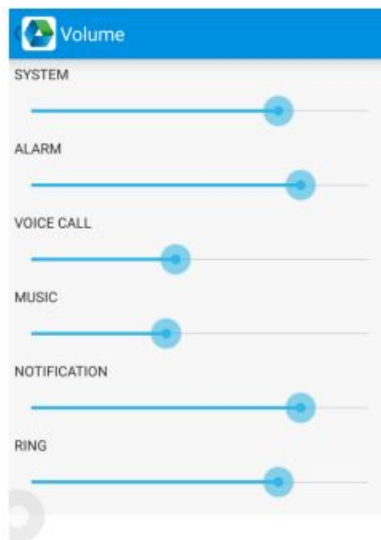 Volume
SYSTEM
ALARM
VOICE CALL
MUSIC
NOTIFICATION
RING